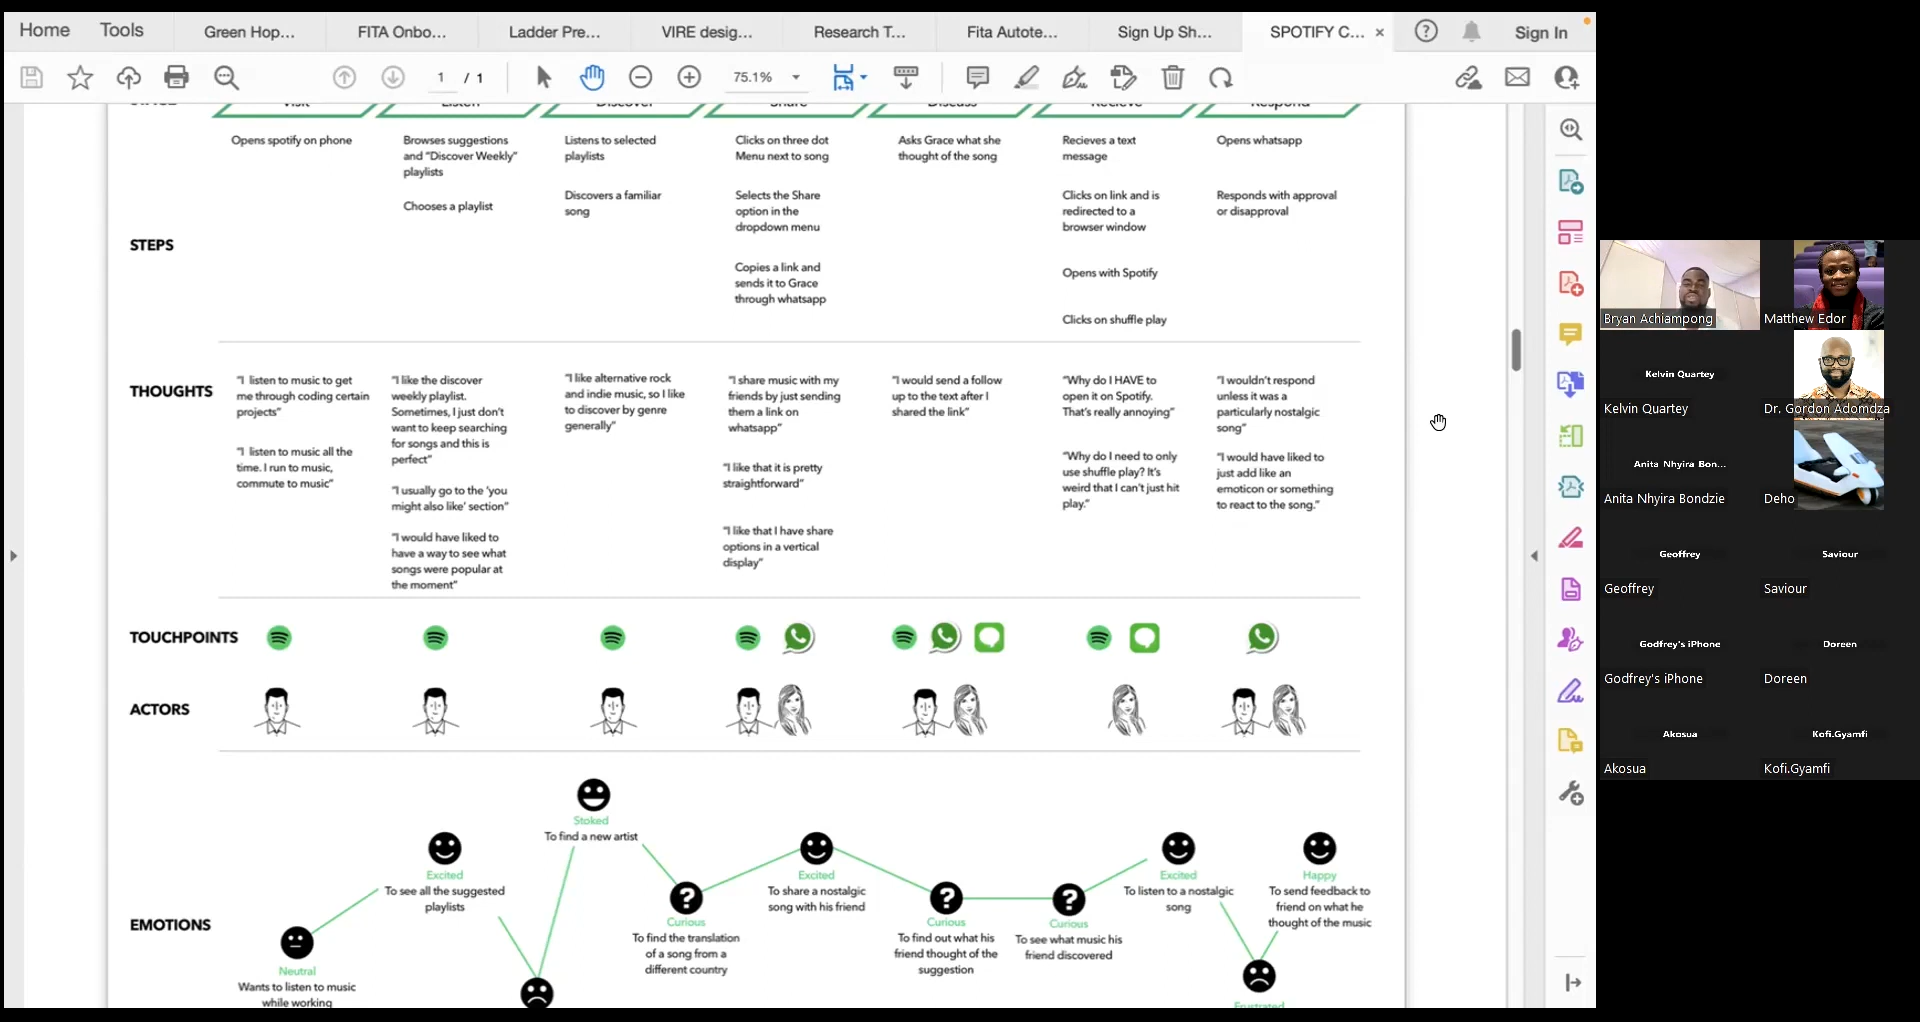 Home
Tools
Green Hop...
FITA Onbo...
Ladder Pre...
VIRE desig...
Research T...
Fita Autote...
Sign Up Sh...
SPOTIFY C...
Sign In
1 / 1
75.1%
Visit
Listen
Discover
Share
Discuss
Recieve
Respond
STEPS
Opens spotify on phone
Browses suggestions
and “Discover Weekly”
playlists
Chooses a playlist
Listens to selected
playlists
Discovers a familiar
song
Clicks on three dot
Menu next to song
Selects the Share
option in the
dropdown menu
Copies a link and
sends it to Grace
through whatsapp
Asks Grace what she
thought of the song
Recieves a text
message
Clicks on link and is
redirected to a
browser window
Opens with Spotify
Clicks on shuffle play
Opens whatsapp
Responds with approval
or disapproval
THOUGHTS
“I listen to music to get
me through coding certain
projects”
“I listen to music all the
time. I run to music,
commute to music”
“I like the discover
weekly playlist.
Sometimes, I just don’t
want to keep searching
for songs and this is
perfect”
“I usually go to the ‘you
might also like’ section”
“I would have liked to
have a way to see what
songs were popular at
the moment”
“I like alternative rock
and indie music, so I like
to discover by genre
generally”
“I share music with my
friends by just sending
them a link on
whatsapp”
“I like that it is pretty
straightforward”
“I like that I have share
options in a vertical
display”
“I would send a follow
up to the text after I
shared the link”
“Why do I HAVE to
open it on Spotify.
That’s really annoying”
“Why do I need to only
use shuffle play? It’s
weird that I can’t just hit
play.”
“I wouldn’t respond
unless it was a
particularly nostalgic
song”
“I would have liked to
just add like an
emoticon or something
to react to the song.”
TOUCHPOINTS
ACTORS
EMOTIONS
Neutral
Wants to listen to music
while working
Excited
To see all the suggested
playlists
Stoked
To find a new artist
Curious
To find the translation
of a song from a
different country
Excited
To share a nostalgic
song with his friend
Curious
To find out what his
friend thought of the
suggestion
Curious
To see what music his
friend discovered
Excited
To listen to a nostalgic
song
Frustrated
Happy
To send feedback to
friend on what he
thought of the music
Bryan Achiampong
Matthew Edor
Kelvin Quartey
Kelvin Quartey
Dr. Gordon Adomdza
Anita Nhyira Bon...
Anita Nhyira Bondzie
Deho
Geoffrey
Geoffrey
Saviour
Saviour
Godfrey's iPhone
Godfrey's iPhone
Doreen
Doreen
Akosua
Akosua
Kofi.Gyamfi
Kofi.Gyamfi